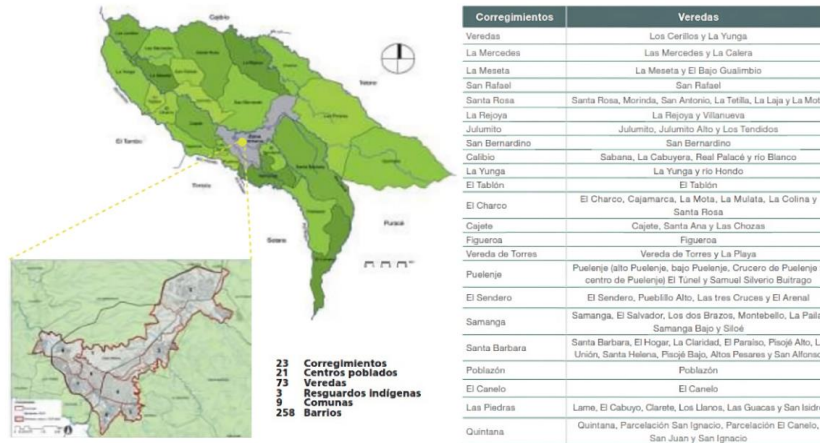 Cajibío
Totoro
El Tambo
Timbío
Sotara
Puracé
23 Corregimientos
21 Centros poblados
73 Veredas
3 Resguardos indígenas
9 Comunas
258 Barrios
Corregimientos Veredas
Veredas Los Cerillos y La Yunga
La Mercedes Las Mercedes y La Calera
La Meseta La Meseta y El Bajo Gualimbio
San Rafael San Rafael
Santa Rosa Santa Rosa, Morinda, San Antonio, La Tetilla, La Laja y La Mot
La Rejoya La Rejoya y Villanueva
Julumito Julumito, Julumito Alto y Los Tendidos
San Bernardino San Bernardino
Calibio Sabana, La Cabuyera, Real Palacé y río Blanco
La Yunga La Yunga y río Hondo
El Tablón El Tablón
El Charco El Charco, Cajamarca, La Mota, La Mulata, La Colina y
Santa Rosa
Cajete Cajete, Santa Ana y Las Chozas
Figueroa Figueroa
Vereda de Torres Vereda de Torres y La Playa
Puelenje Puelenje (alto Puelenje, bajo Puelenje, Crucero de Puelenje
centro de Puelenje) El Túnel y Samuel Silverio Buitrago
El Sendero El Sendero, Pueblillo Alto, Las tres Cruces y El Arenal
Samanga Samanga, El Salvador, Los dos Brazos, Montebello, La Paila
Samanga Bajo y Siloé
Santa Barbara Santa Barbara, El Hogar, La Claridad, El Paraíso, Pisojé Alto, L
Unión, Santa Helena, Pisojé Bajo, Altos Pesares y San Alfonso
Poblazón Poblazón
El Canelo El Canelo
Las Piedras Lame, El Cabuyo, Clarete, Los Llanos, Las Guacas y San Isidr
Quintana Quintana, Parcelación San Ignacio, Parcelación El Canelo,
San Juan y San Ignacio